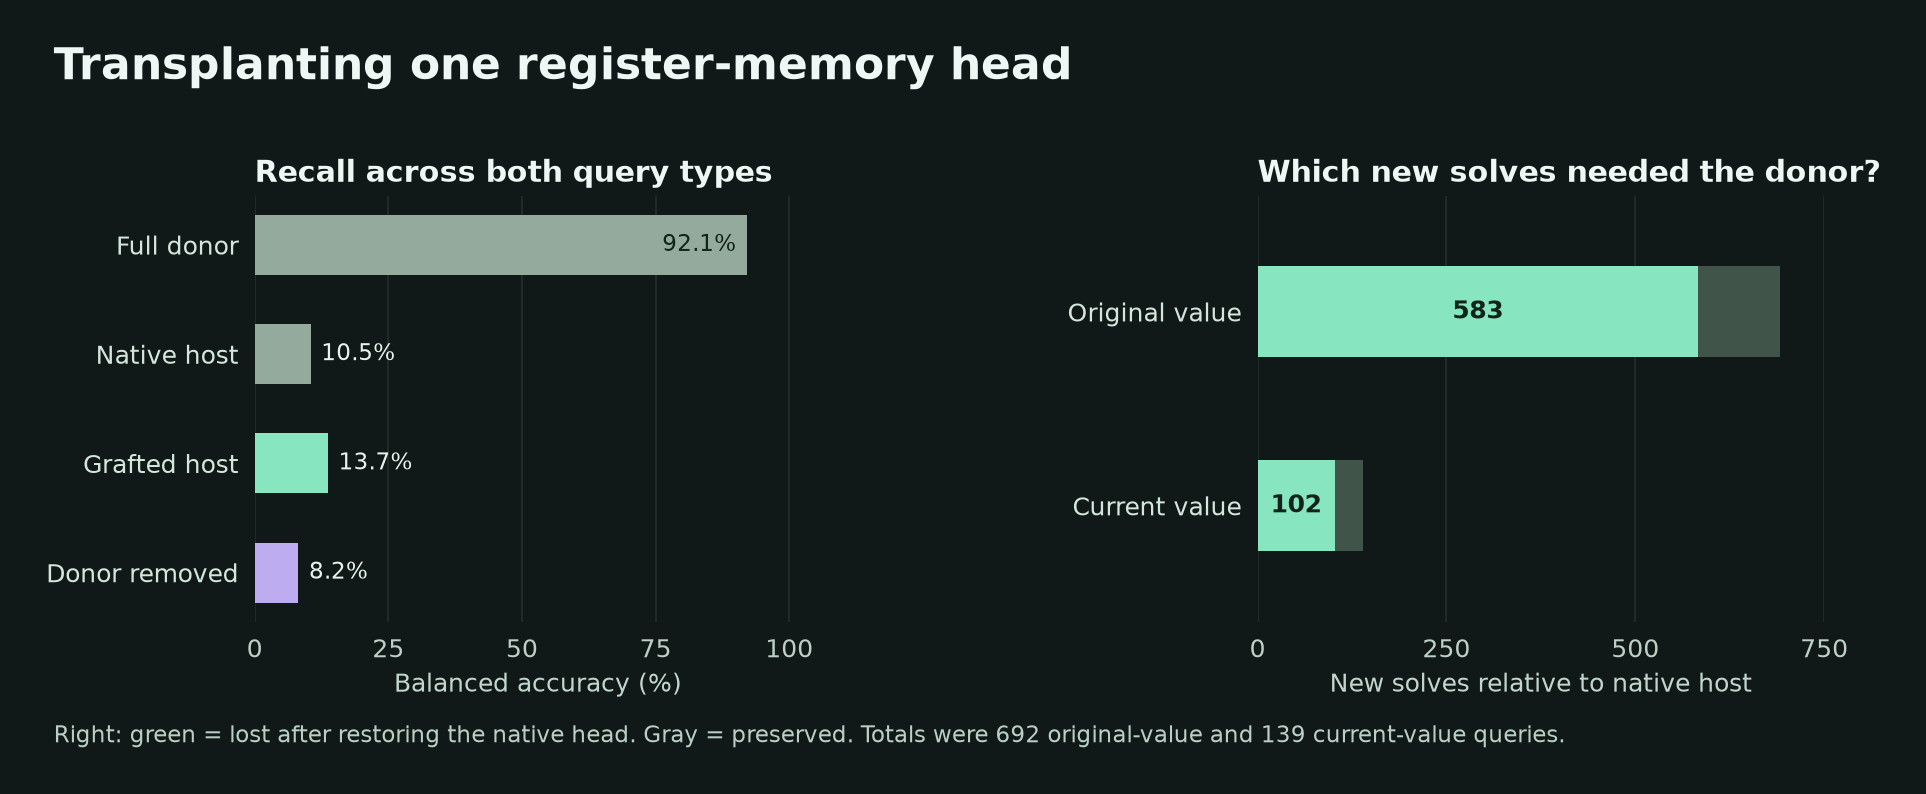 Transplanting one register-memory head
Recall across both query types
Full donor
92.1%
Native host
10.5%
Grafted host
13.7%
Donor removed
8.2%
0 25 50 75 100
Balanced accuracy (%)
Which new solves needed the donor?
Original value
583
Current value
102
0 250 500 750
New solves relative to native host
Right: green = lost after restoring the native head. Gray = preserved. Totals were 692 original-value and 139 current-value queries.